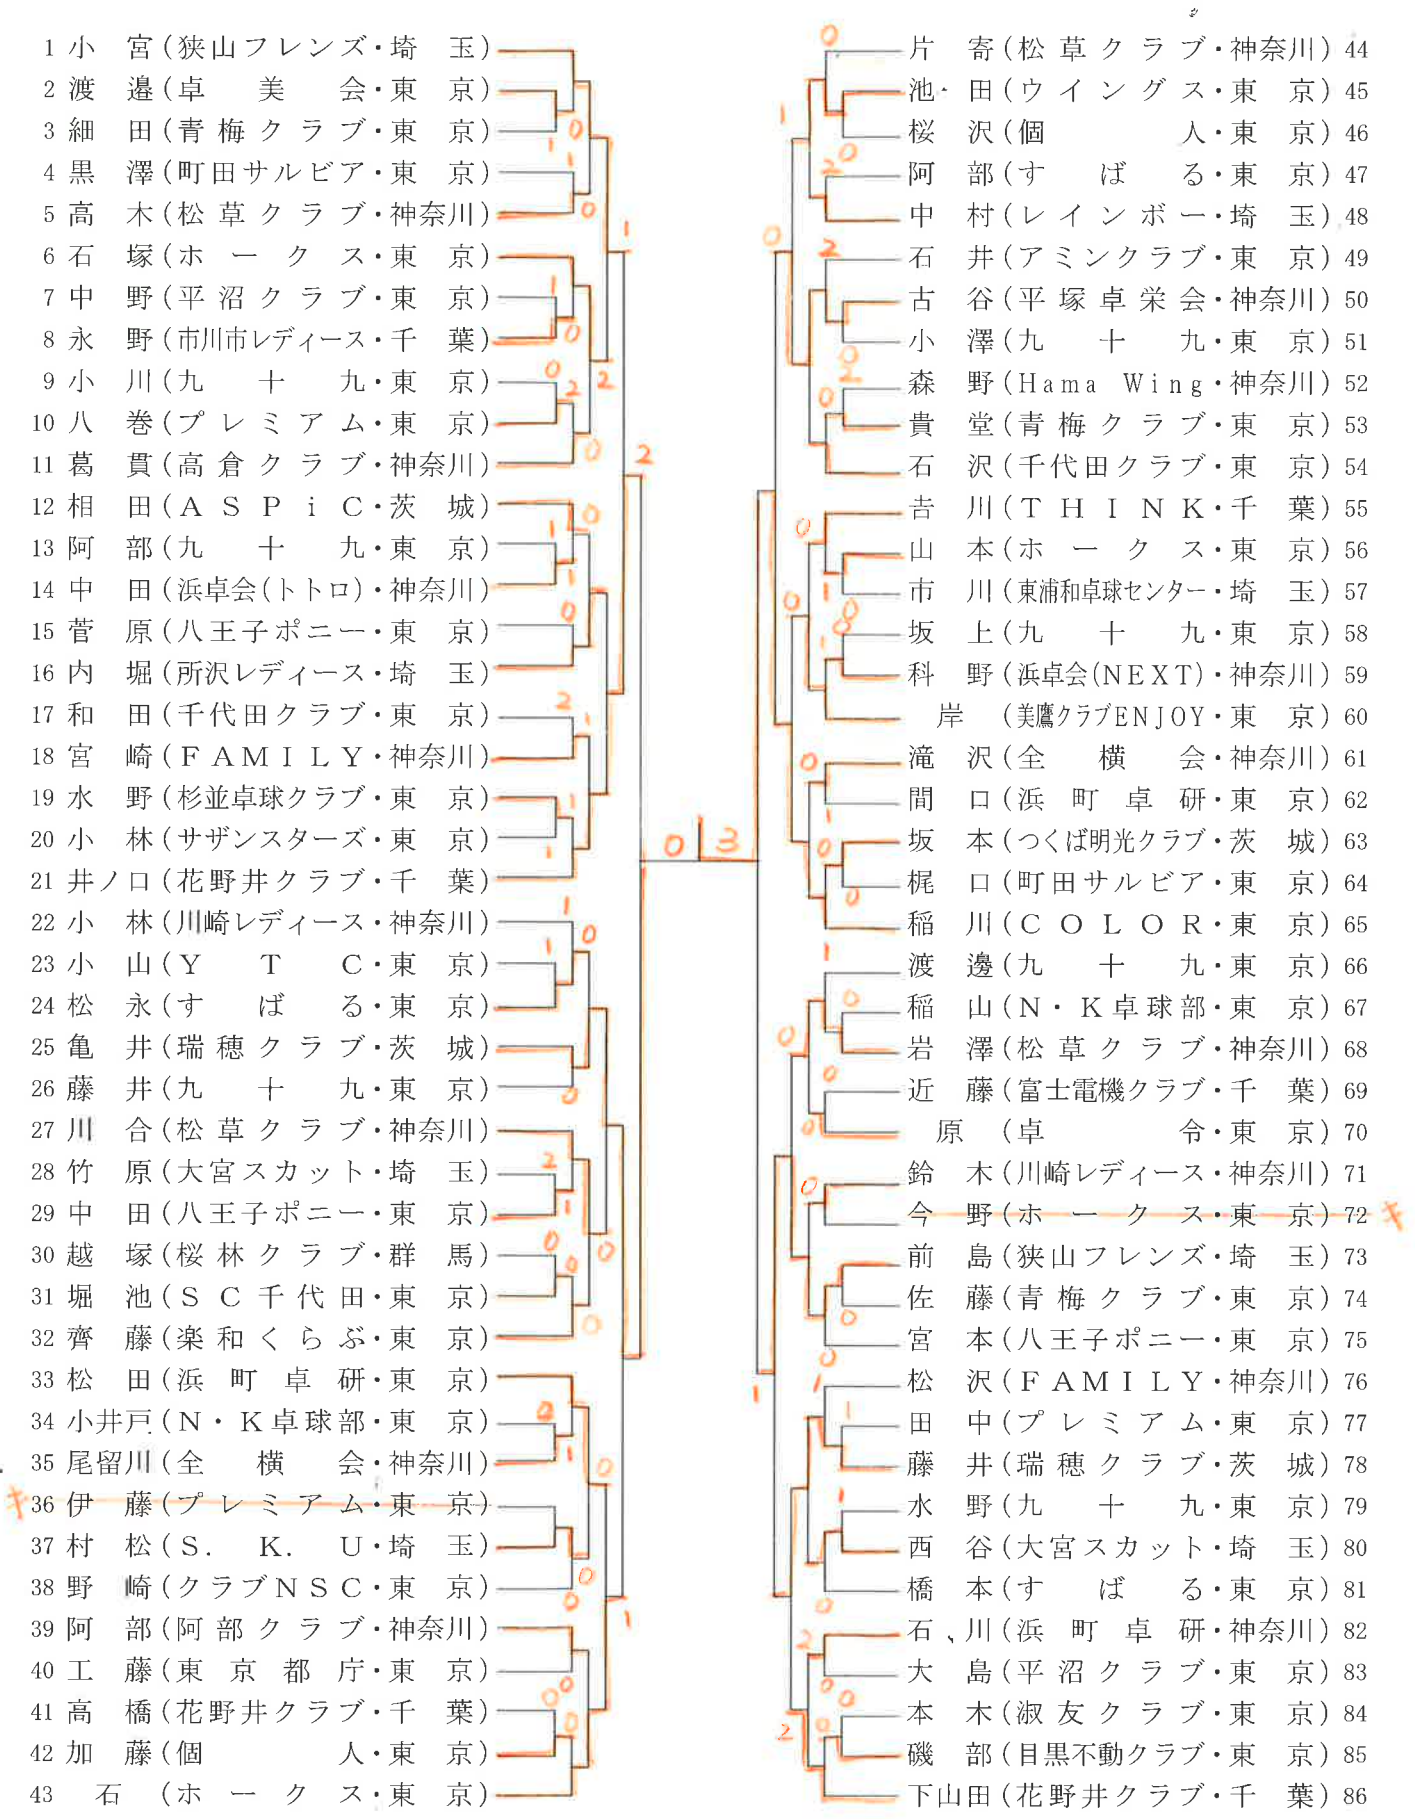 1 小宮(狭山フレンズ・埼玉)
2 渡邉(卓美会・東京)
3 細田(青梅クラブ・東京)
4 黒澤(町田サルビア・東京)
5 高木(松草クラブ・神奈川)
6 石塚(ホークス・東京)
7 中野(平沼クラブ・東京)
8 永野(市川市レディース・千葉)
9 小川(九十九・東京)
10 八巻(プレミアム・東京)
11 葛貫(高倉クラブ・神奈川)
12 相田(ASPiC・茨城)
13 阿部(九十九・東京)
14 中田(浜卓会(トトロ)・神奈川)
15 菅原(八王子ポニー・東京)
16 内堀(所沢レディース・埼玉)
17 和田(千代田クラブ・東京)
18 宮崎(FAMILY・神奈川)
19 水野(杉並卓球クラブ・東京)
20 小林(サザンスターズ・東京)
21 井ノ口(花野井クラブ・千葉)
22 小林(川崎レディース・神奈川)
23 小山(YTC・東京)
24 松永(すばる・東京)
25 亀井(瑞穂クラブ・茨城)
26 藤井(九十九・東京)
27 川合(松草クラブ・神奈川)
28 竹原(大宮スカット・埼玉)
29 中田(八王子ポニー・東京)
30 越塚(桜林クラブ・群馬)
31 堀池(SC千代田・東京)
32 齊藤(楽和くらぶ・東京)
33 松田(浜町卓研・東京)
34 小井戸(N・K卓球部・東京)
35 尾留川(全横会・神奈川)
キ 36 伊藤(プレミアム・東京)
37 村松(S.K.U・埼玉)
38 野崎(クラブNSC・東京)
39 阿部(阿部クラブ・神奈川)
40 工藤(東京都庁・東京)
41 高橋(花野井クラブ・千葉)
42 加藤(個人・東京)
43 石(ホークス・東京)
0 3
片寄(松草クラブ・神奈川) 44
池田(ウイングス・東京) 45
桜沢(個人・東京) 46
阿部(すばる・東京) 47
中村(レインボー・埼玉) 48
石井(アミンクラブ・東京) 49
古谷(平塚卓栄会・神奈川) 50
小澤(九十九・東京) 51
森野(Hama Wing・神奈川) 52
貴堂(青梅クラブ・東京) 53
石沢(千代田クラブ・東京) 54
吉川(THINK・千葉) 55
山本(ホークス・東京) 56
市川(東浦和卓球センター・埼玉) 57
坂上(九十九・東京) 58
科野(浜卓会(NEXT)・神奈川) 59
岸(美鷹クラブENJOY・東京) 60
滝沢(全横会・神奈川) 61
間口(浜町卓研・東京) 62
坂本(つくば明光クラブ・茨城) 63
梶口(町田サルビア・東京) 64
稲川(COLOR・東京) 65
渡邊(九十九・東京) 66
稲山(N・K卓球部・東京) 67
岩澤(松草クラブ・神奈川) 68
近藤(富士電機クラブ・千葉) 69
原(卓令・東京) 70
鈴木(川崎レディース・神奈川) 71
今野(ホークス・東京) 72 キ
前島(狭山フレンズ・埼玉) 73
佐藤(青梅クラブ・東京) 74
宮本(八王子ポニー・東京) 75
松沢(FAMILY・神奈川) 76
田中(プレミアム・東京) 77
藤井(瑞穂クラブ・茨城) 78
水野(九十九・東京) 79
西谷(大宮スカット・埼玉) 80
橋本(すばる・東京) 81
石川(浜町卓研・神奈川) 82
大島(平沼クラブ・東京) 83
本木(淑友クラブ・東京) 84
磯部(目黒不動クラブ・東京) 85
下山田(花野井クラブ・千葉) 86